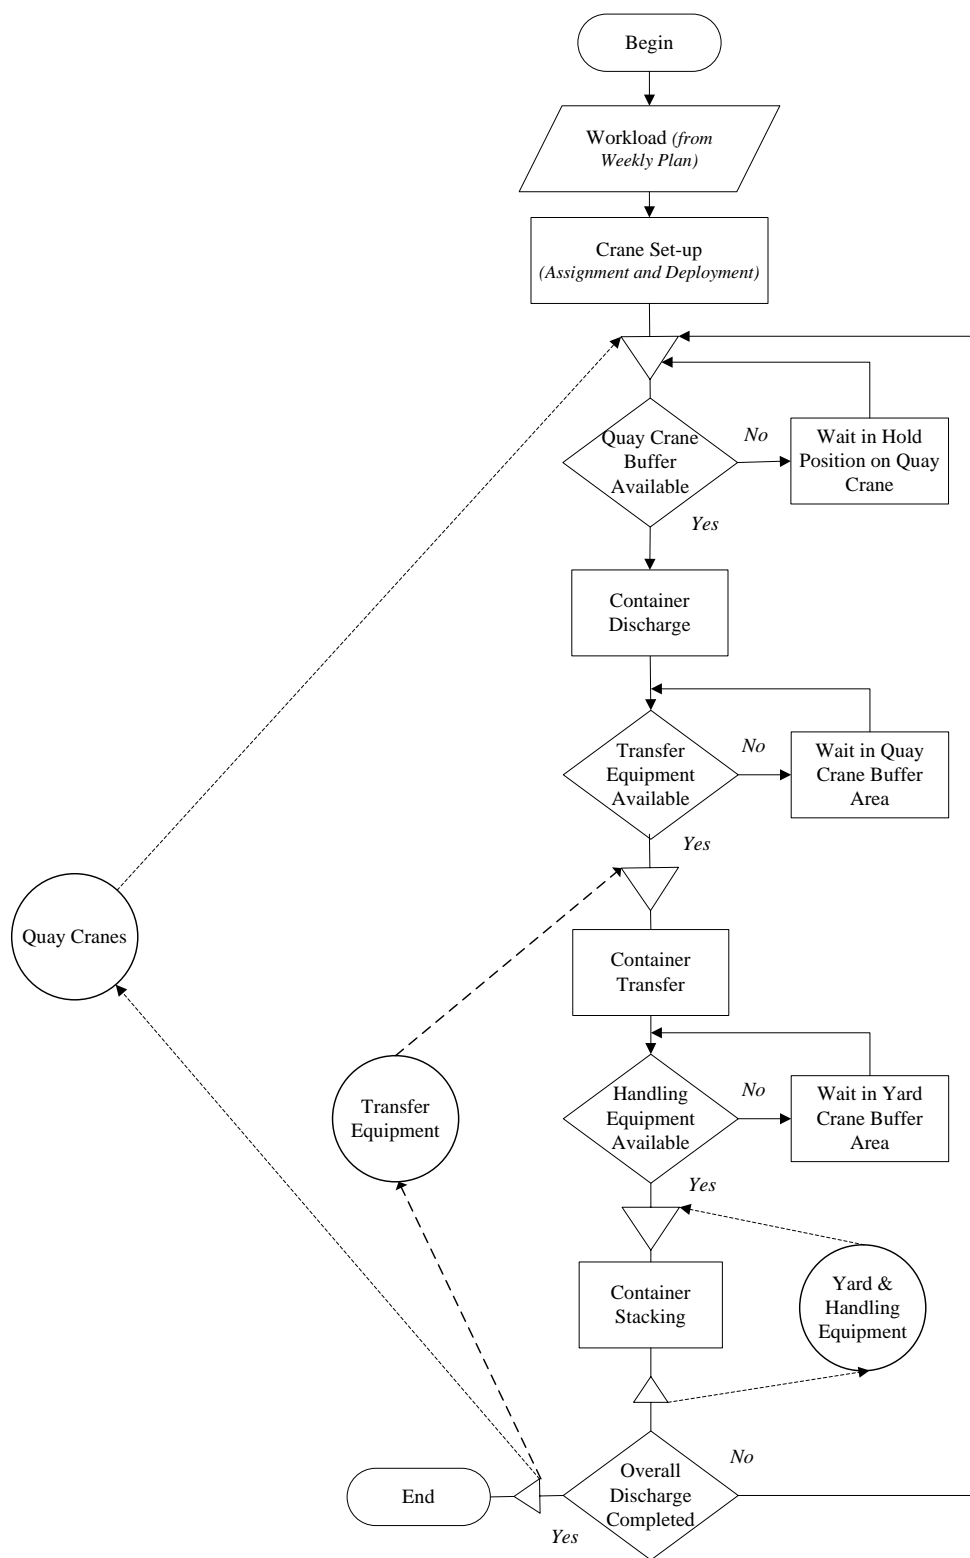 Begin
Workload (from
Weekly Plan)
Crane Set-up
(Assignment and Deployment)
Quay Crane
Buffer
Available
No
Wait in Hold
Position on Quay
Crane
Yes
Container
Discharge
Transfer
Equipment
Available
No
Wait in Quay
Crane Buffer
Area
Yes
Quay Cranes
Container
Transfer
Transfer
Equipment
Handling
Equipment
Available
No
Wait in Yard
Crane Buffer
Area
Yes
Container
Stacking
Yard &
Handling
Equipment
Overall
Discharge
Completed
No
Yes
End